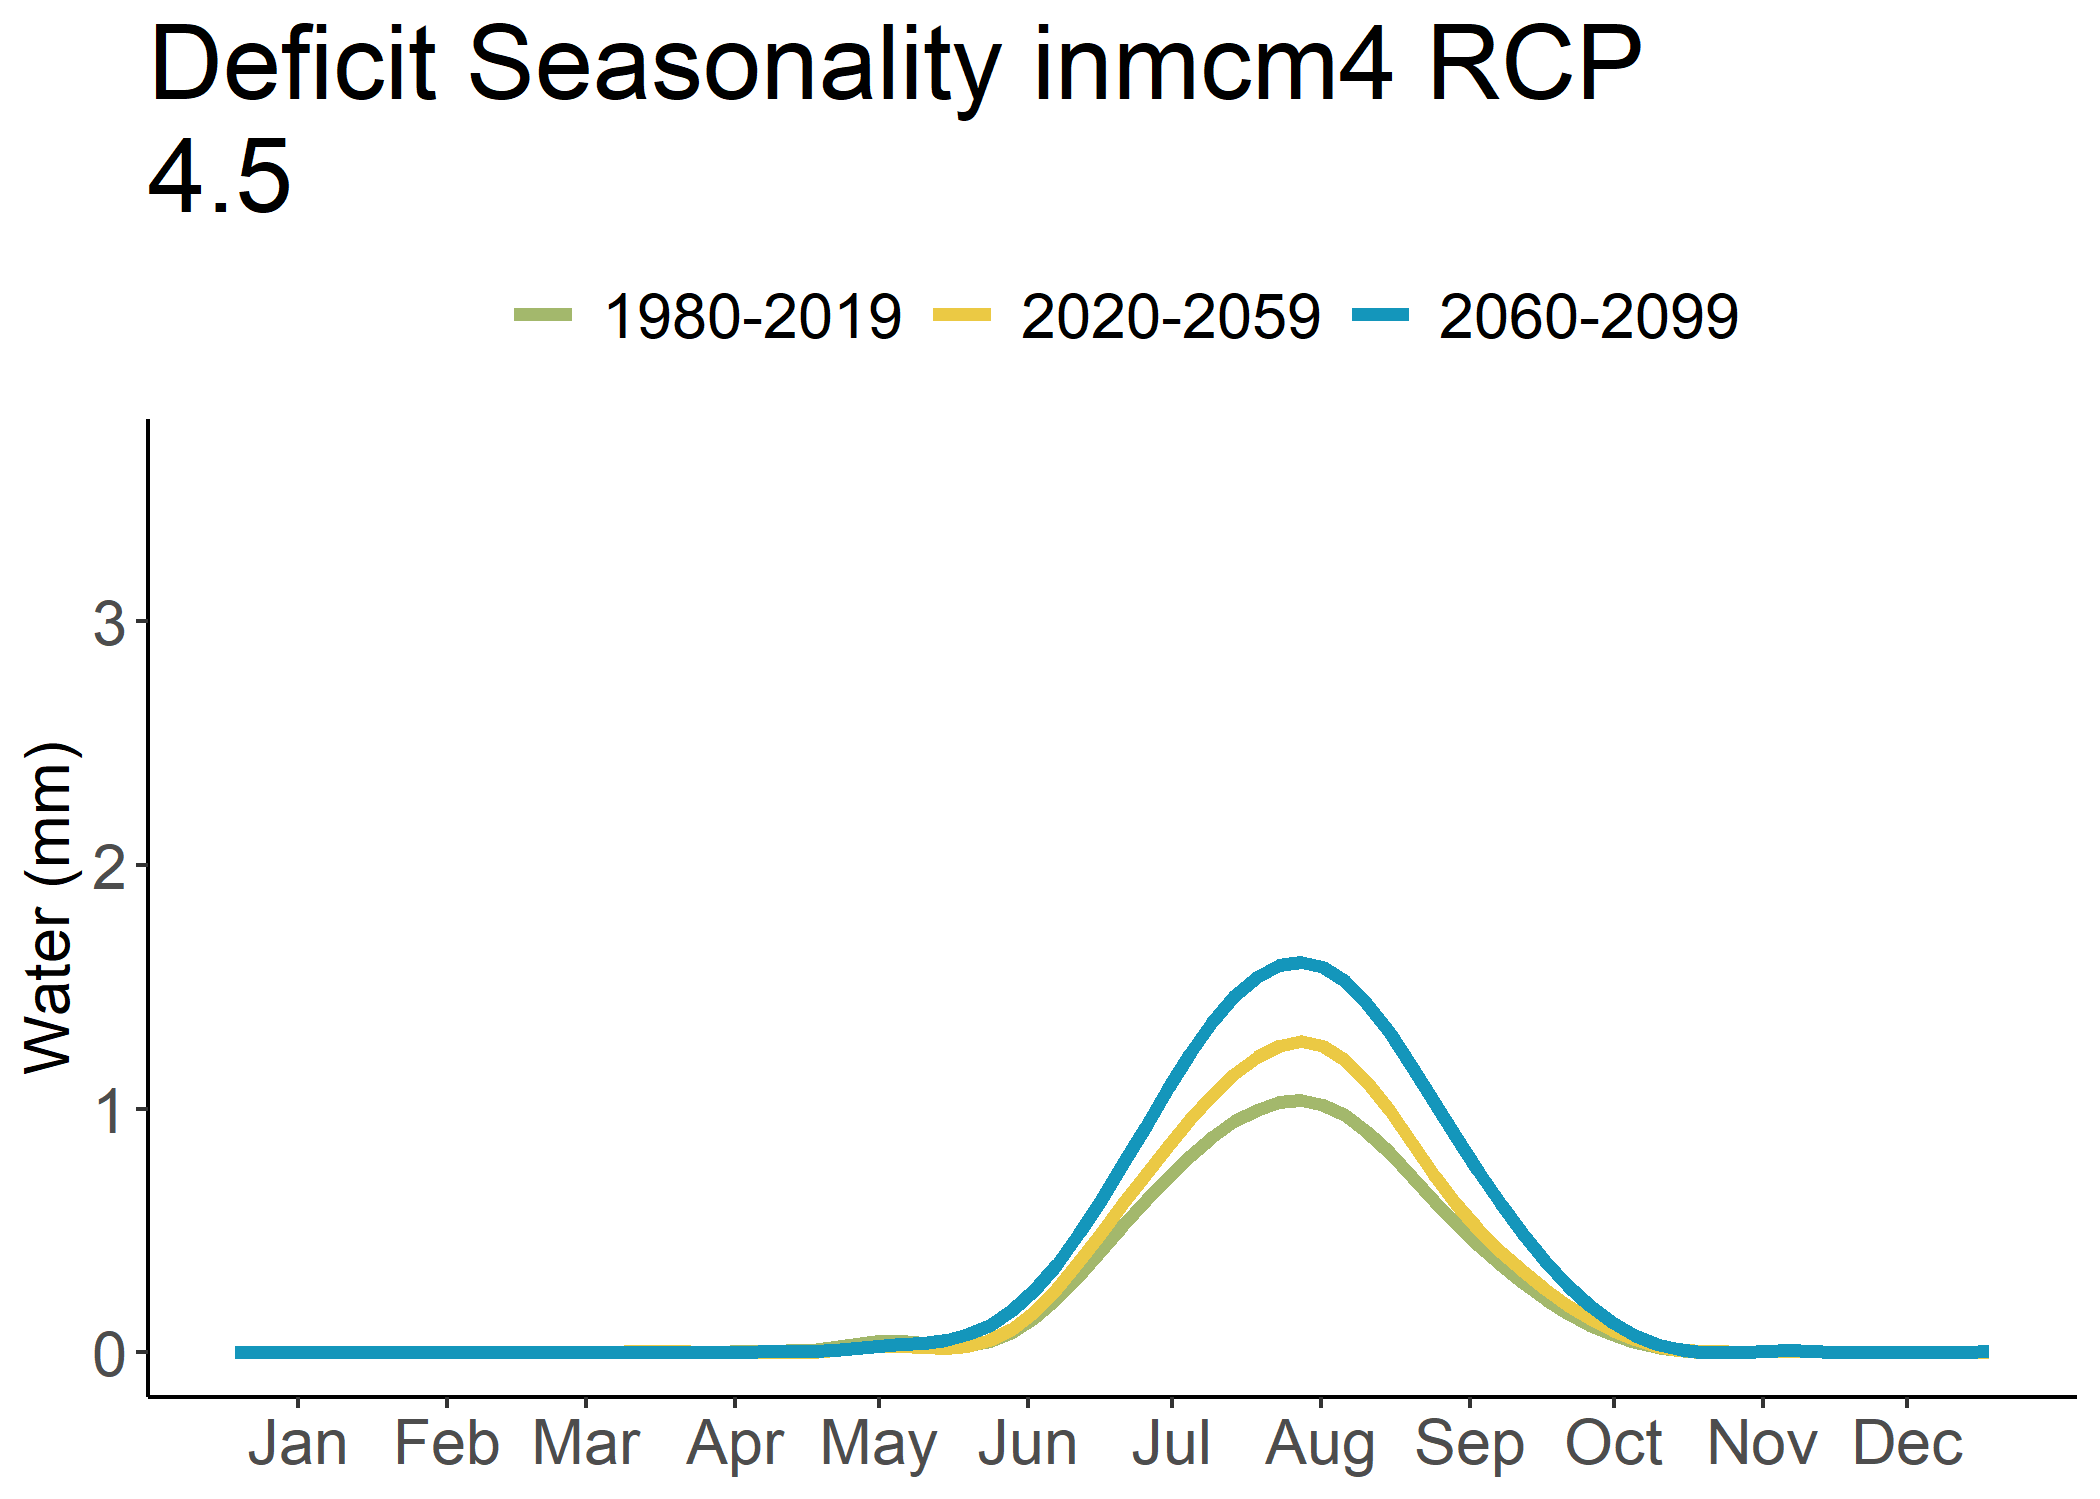 Deficit Seasonality inmcm4 RCP
4.5
1980-2019 2020-2059 2060-2099
3
2
1
0
Water (mm)
Jan Feb Mar Apr May Jun Jul Aug Sep Oct Nov Dec